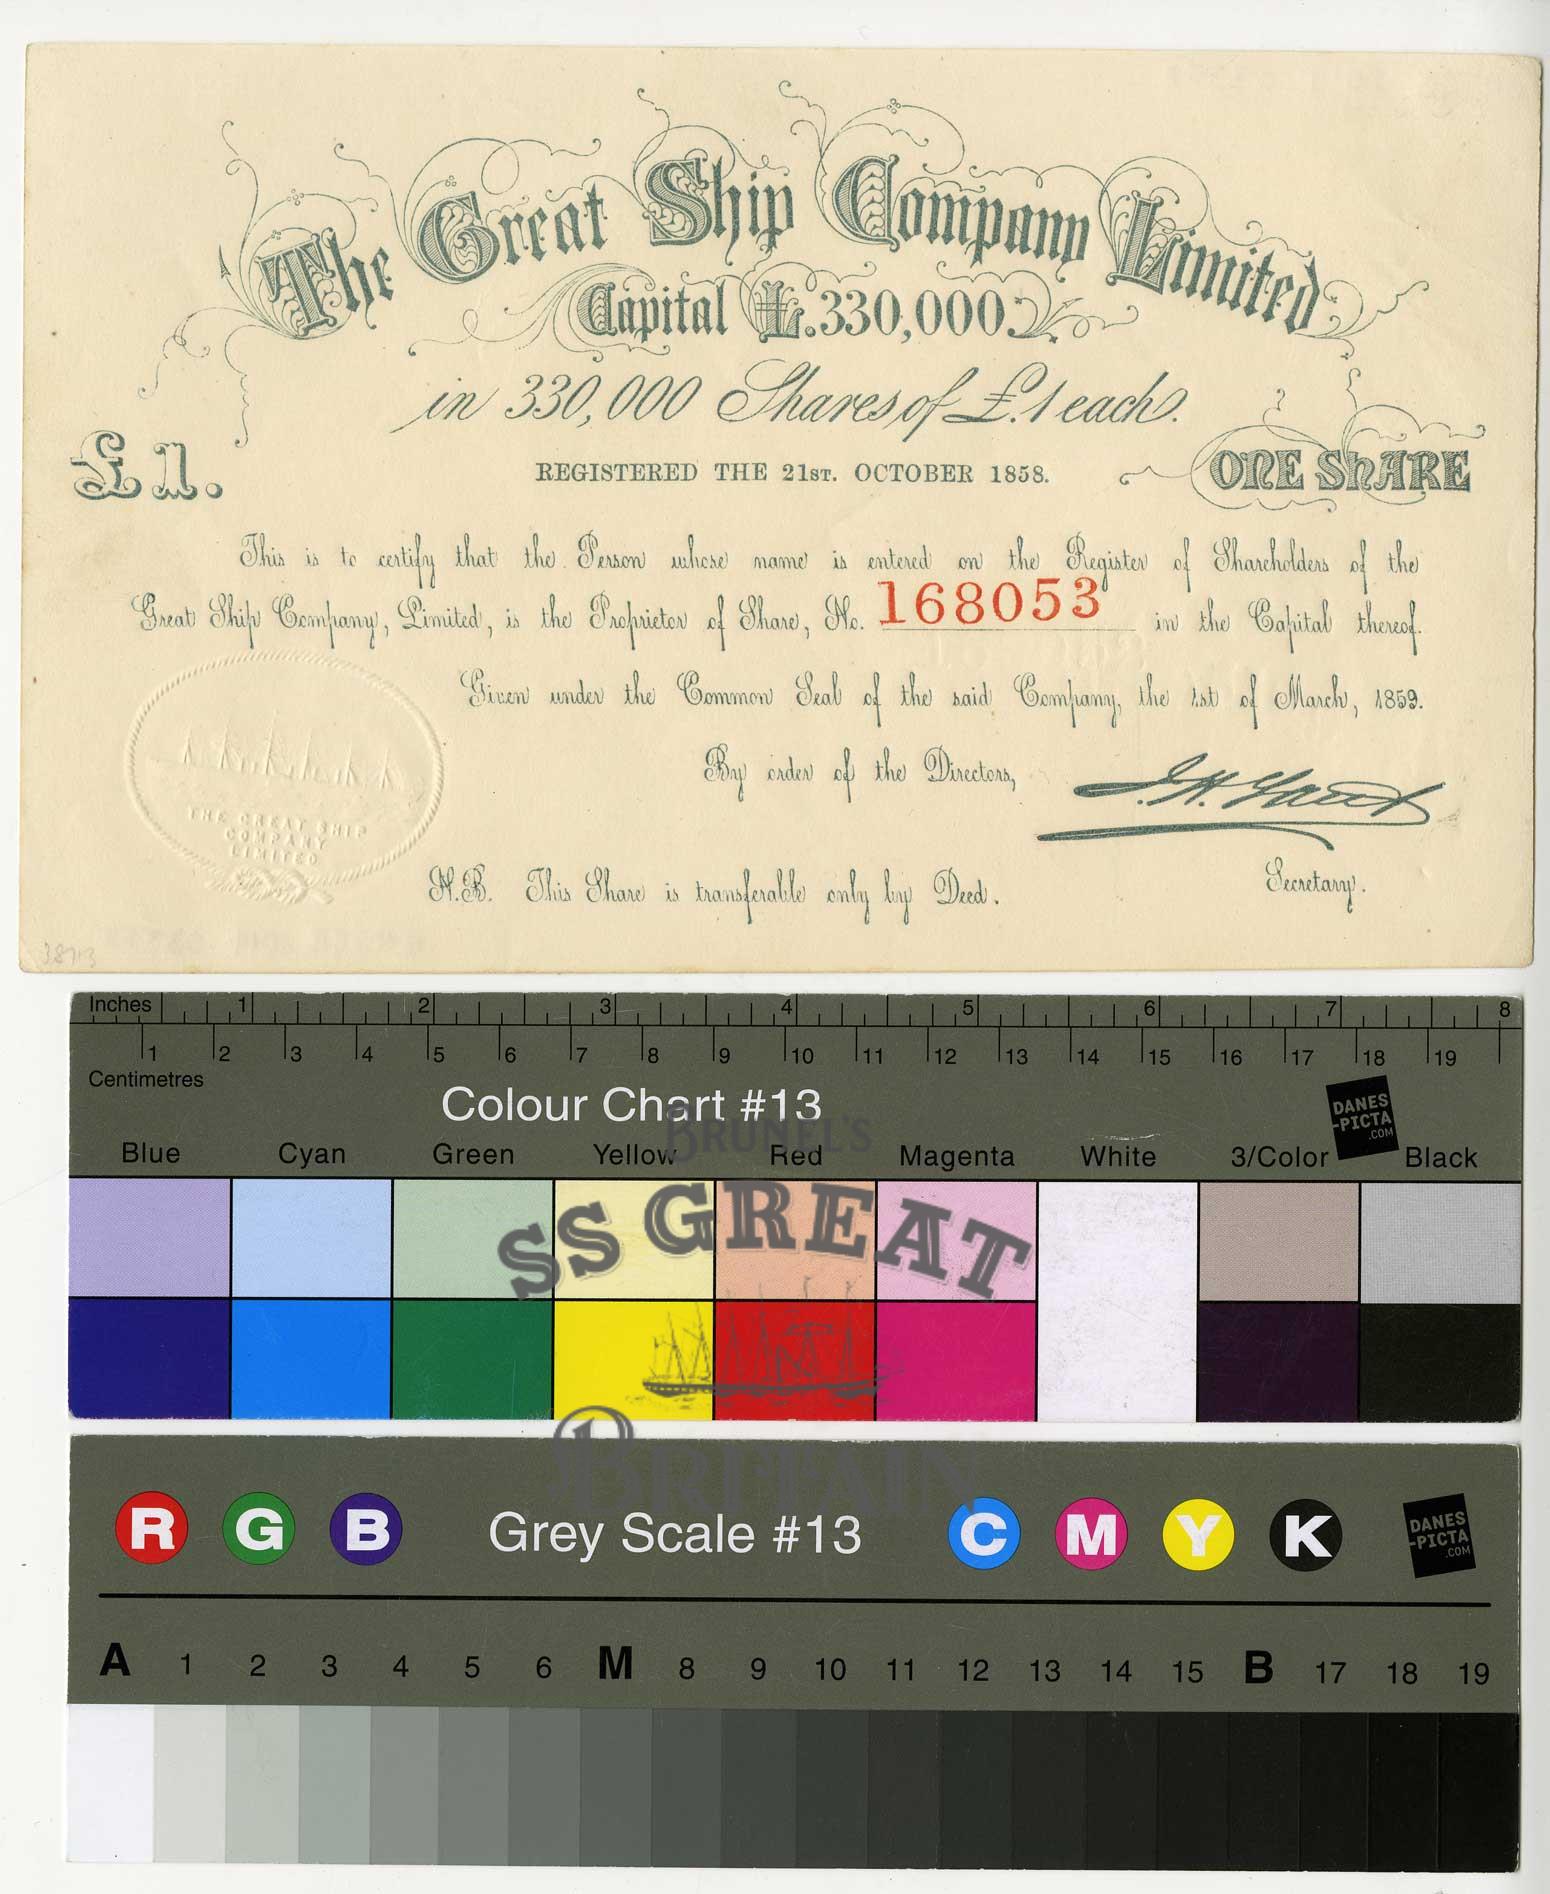 The Great Ship Company Limited
Capital £.330,000.
in 330,000 Shares of £.1 each.
£1.
REGISTERED THE 21ST. OCTOBER 1858.
ONE SHARE
This is to certify that the Person whose name is entered on the Register of Shareholders of the
Great Ship Company, Limited, is the Proprietor of Share, No. 168053 in the Capital thereof.
Given under the Common Seal of the said Company, the 1st of March, 1859.
By order of the Directors,
THE GREAT SHIP
COMPANY
LIMITED
N.B. This Share is transferable only by Deed.
Secretary.
Inches 1 2 3 4 5 6 7 8
1 2 3 4 5 6 7 8 9 10 11 12 13 14 15 16 17 18 19
Centimetres
Colour Chart #13
DANES
-PICTA
.COM
Blue Cyan Green Yellow Red Magenta White 3/Color Black
BRUNEL'S
SS GREAT
BRITAIN
R G B Grey Scale #13 C M Y K
DANES
-PICTA
.COM
A 1 2 3 4 5 6 M 8 9 10 11 12 13 14 15 B 17 18 19